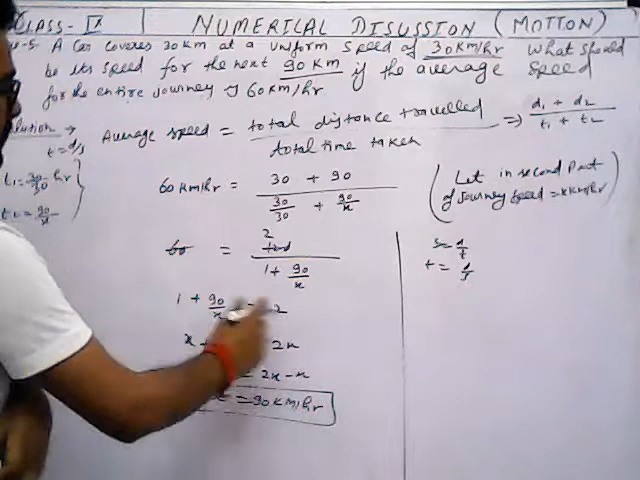 CLASS - IX NUMERICAL DISUSSION (MOTION)
-5. A Car covers 30 km at a uniform speed of 30 km/hr what should
be its speed for the next 90 km if the average speed
for the entire journey is 60 km/hr
lution → Average speed = total distance travelled / total time taken => d1 + d2 / t1 + t2
t = d/s
t1 = 30/30 hr
t2 = 90/x
60 km/hr = 30 + 90 / 30/30 + 90/x
(Let in second part
of journey speed = x km/hr)
60 = 2 120 / 1 + 90/x
s = d/t
t = d/s
1 + 90/x = 2
x + 2x
= 2x - x
= 90 km/hr